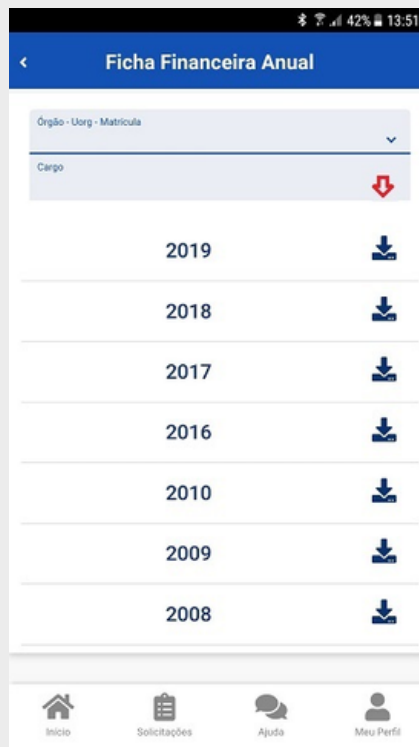 42% 13:51
Ficha Financeira Anual
Órgão - Uorg - Matrícula
Cargo
2019
2018
2017
2016
2010
2009
2008
Início Solicitações Ajuda Meu Perfil